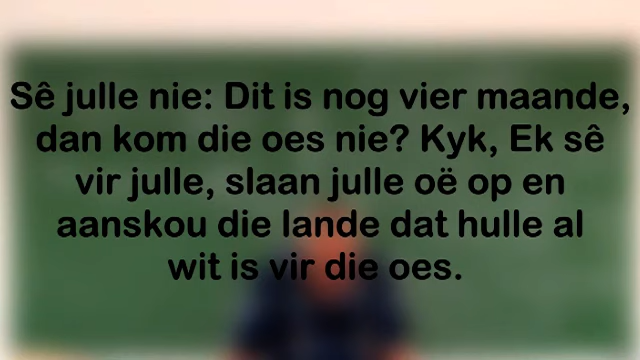 Sê julle nie: Dit is nog vier maande,
dan kom die oes nie? Kyk, Ek sê
vir julle, slaan julle oë op en
aanskou die lande dat hulle al
wit is vir die oes.